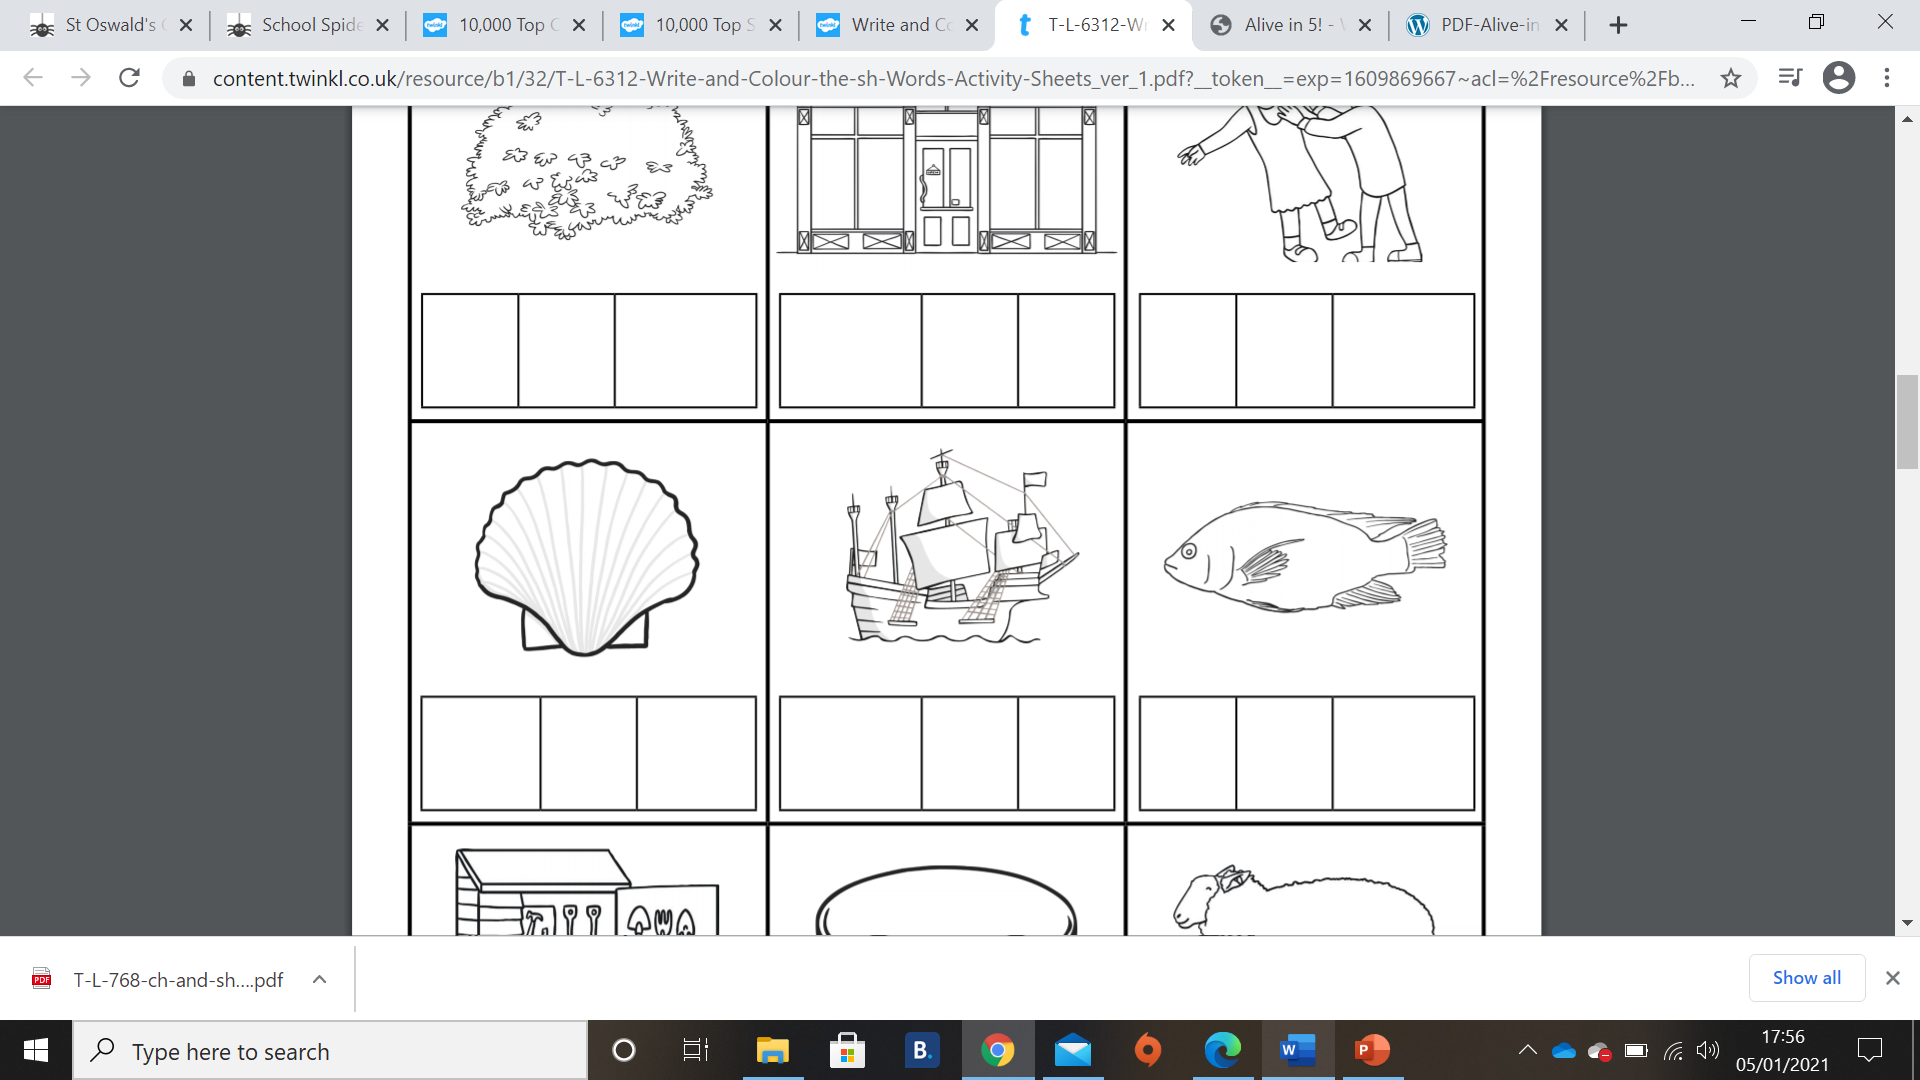 St Oswald's
School Spide
10,000 Top
10,000 Top S
Write and Co
T-L-6312-Wr
Alive in 5! -
PDF-Alive-in
content.twinkl.co.uk/resource/b1/32/T-L-6312-Write-and-Colour-the-sh-Words-Activity-Sheets_ver_1.pdf?__token__=exp=1609869667~acl=%2Fresource%2Fb...
T-L-768-ch-and-sh....pdf
Show all
Type here to search
B.
17:56
05/01/2021